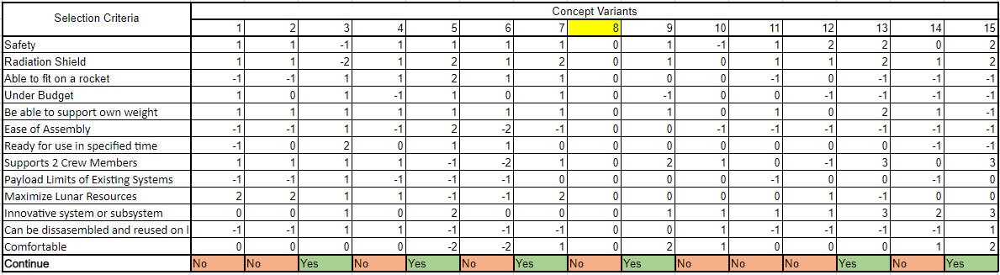 Selection Criteria
Concept Variants
1 2 3 4 5 6 7 8 9 10 11 12 13 14 15
Safety 1 1 -1 1 1 1 1 0 1 -1 1 2 2 0 2
Radiation Shield 1 1 -2 1 2 1 2 0 1 0 1 1 2 1 2
Able to fit on a rocket -1 -1 1 1 2 1 1 0 0 0 -1 0 -1 -1 -1
Under Budget 1 0 1 -1 1 0 1 0 -1 0 0 -1 -1 -1 -1
Be able to support own weight 1 1 1 1 1 1 1 0 0 0 1 0 2 1 -1
Ease of Assembly -1 -1 1 -1 2 -2 -1 0 0 -1 -1 -1 -1 -1 -1
Ready for use in specified time -1 0 2 0 1 1 0 0 0 0 0 0 0 -1 -1
Supports 2 Crew Members 1 1 1 1 -1 -2 1 0 2 1 0 -1 3 0 3
Payload Limits of Existing Systems -1 -1 1 -1 -1 -1 0 0 0 0 -1 0 0 -1 0
Maximize Lunar Resources 2 2 1 1 -1 -1 2 0 0 0 0 1 -1 0 0
Innovative system or subsystem 0 0 1 0 2 0 0 0 1 1 1 1 3 2 3
Can be dissasembled and reused on -1 -1 1 1 -1 -1 -1 0 0 1 -1 -1 -1 -1 1
Comfortable 0 0 0 0 -2 -2 1 0 2 1 0 0 0 1 2
Continue No No Yes No Yes No Yes No Yes No No No Yes No Yes